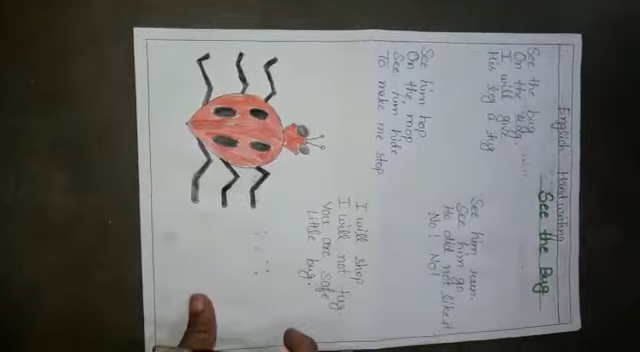 English Handwriting
See the Bug
See the bug
On the rug.
I will give
His leg a tug
See him run.
See him go
He did not like it
No! No!
See him hop
On the mop
See him hide
To make me stop
I will stop
I will not tug.
You are safe
Little bug.